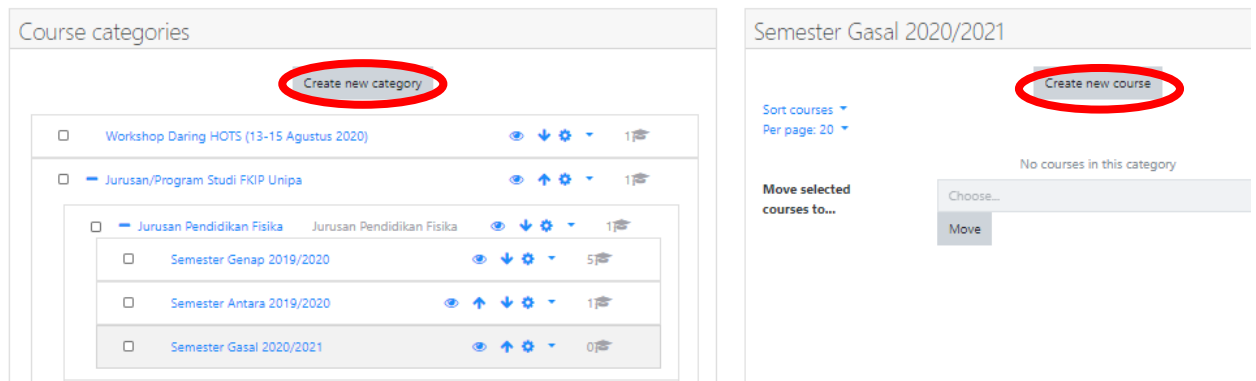 Course categories
Create new category
Workshop Daring HOTS (13-15 Agustus 2020) 1
Jurusan/Program Studi FKIP Unipa 1
Jurusan Pendidikan Fisika Jurusan Pendidikan Fisika 1
Semester Genap 2019/2020 5
Semester Antara 2019/2020 1
Semester Gasal 2020/2021 0
Semester Gasal 2020/2021
Create new course
Sort courses
Per page: 20
No courses in this category
Move selected
courses to...
Choose...
Move